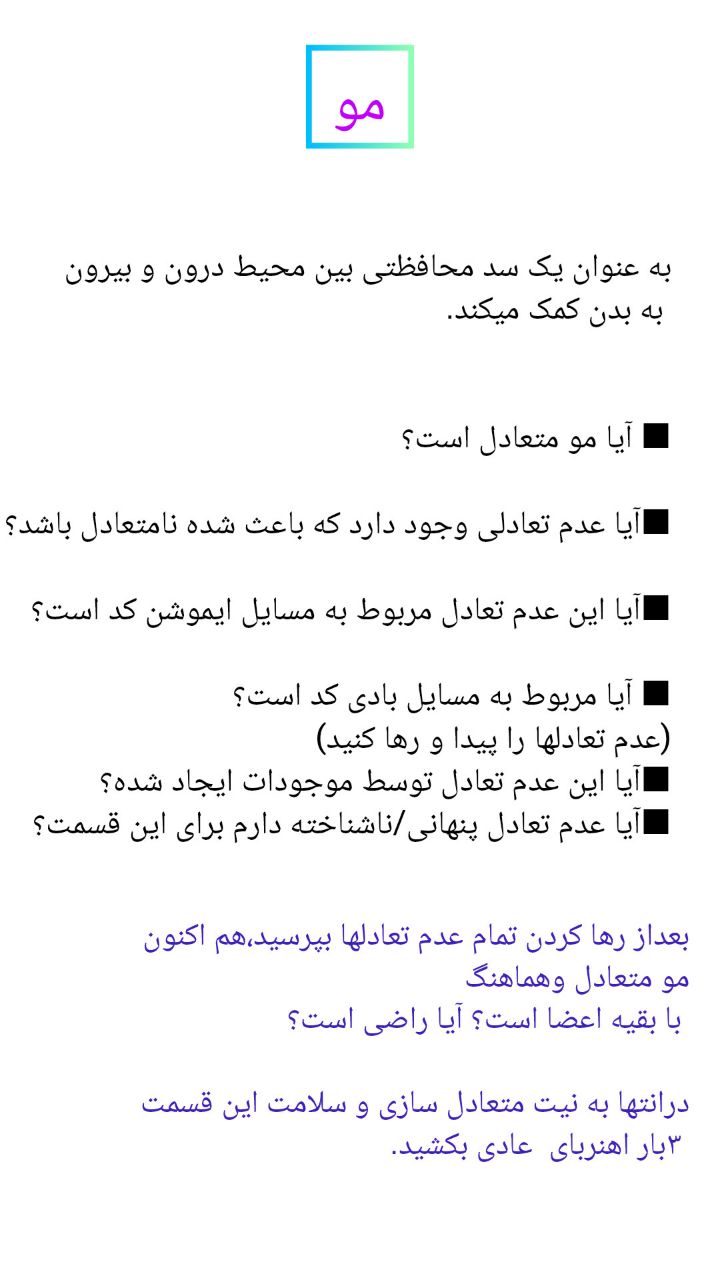 مو
به عنوان یک سد محافظتی بین محیط درون و بیرون
به بدن کمک میکند.
■ آیا مو متعادل است؟
■آیا عدم تعادلی وجود دارد که باعث شده نامتعادل باشد؟
■آیا این عدم تعادل مربوط به مسایل ایموشن کد است؟
■ آیا مربوط به مسایل بادی کد است؟
(عدم تعادلها را پیدا و رها کنید)
■آیا این عدم تعادل توسط موجودات ایجاد شده؟
■آیا عدم تعادل پنهانی/ناشناخته دارم برای این قسمت؟
بعداز رها کردن تمام عدم تعادلها بپرسید،هم اکنون
مو متعادل وهماهنگ
با بقیه اعضا است؟ آیا راضی است؟
درانتها به نیت متعادل سازی و سلامت این قسمت
۳بار اهنربای  عادی بکشید.